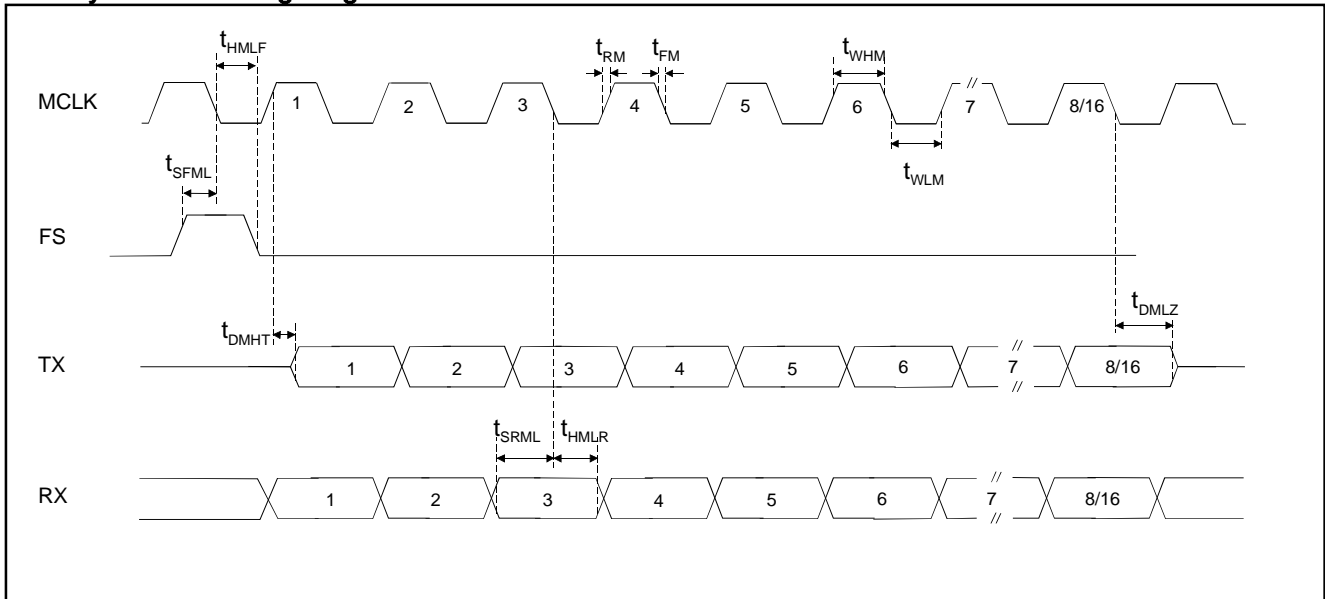 t_HMLF
t_RM t_FM t_WHM
MCLK 1 2 3 4 5 6 // 7 8/16
t_SFML t_WLM
FS
t_DMHT t_DMLZ
TX 1 2 3 4 5 6 // 7 // 8/16
t_SRML t_HMLR
RX 1 2 3 4 5 6 // 7 // 8/16